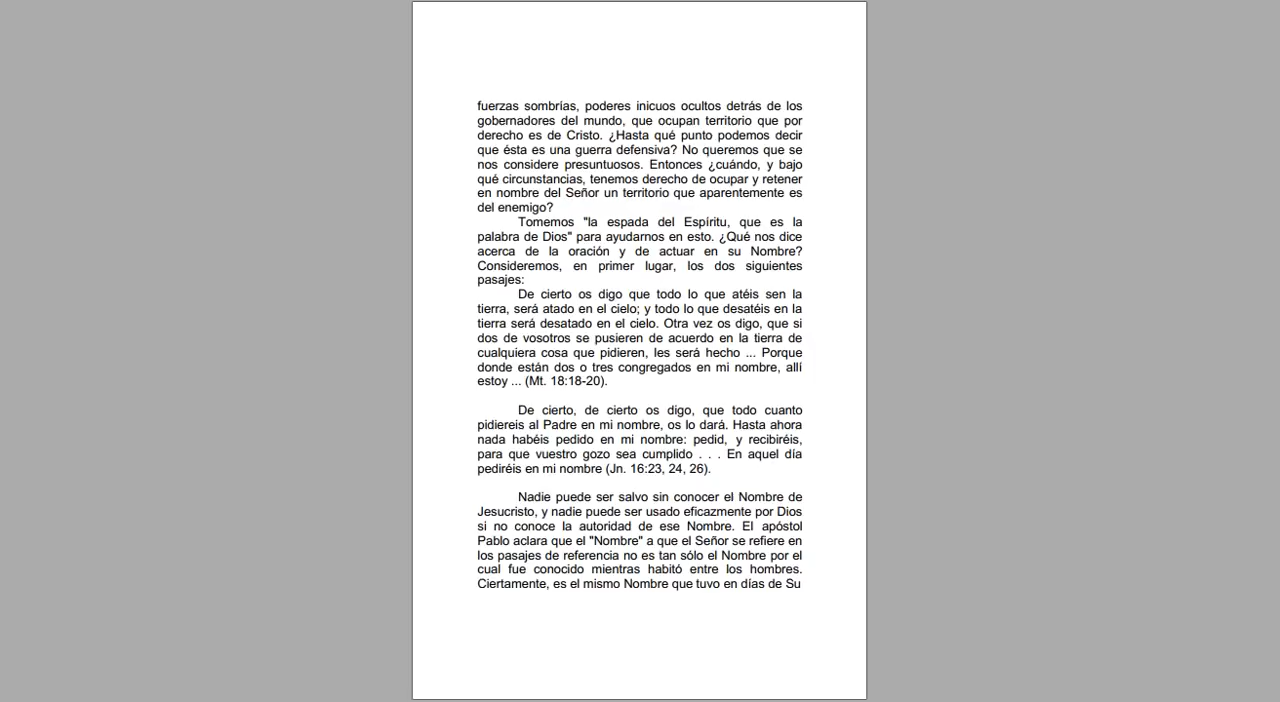 fuerzas sombrías, poderes inicuos ocultos detrás de los
gobernadores del mundo, que ocupan territorio que por
derecho es de Cristo. ¿Hasta qué punto podemos decir
que ésta es una guerra defensiva? No queremos que se
nos considere presuntuosos. Entonces ¿cuándo, y bajo
qué circunstancias, tenemos derecho de ocupar y retener
en nombre del Señor un territorio que aparentemente es
del enemigo?
Tomemos "la espada del Espíritu, que es la
palabra de Dios" para ayudarnos en esto. ¿Qué nos dice
acerca de la oración y de actuar en su Nombre?
Consideremos, en primer lugar, los dos siguientes
pasajes:
De cierto os digo que todo lo que atéis sen la
tierra, será atado en el cielo; y todo lo que desatéis en la
tierra será desatado en el cielo. Otra vez os digo, que si
dos de vosotros se pusieren de acuerdo en la tierra de
cualquiera cosa que pidieren, les será hecho ... Porque
donde están dos o tres congregados en mi nombre, allí
estoy ... (Mt. 18:18-20).
De cierto, de cierto os digo, que todo cuanto
pidiereis al Padre en mi nombre, os lo dará. Hasta ahora
nada habéis pedido en mi nombre: pedid, y recibiréis,
para que vuestro gozo sea cumplido . . . En aquel día
pediréis en mi nombre (Jn. 16:23, 24, 26).
Nadie puede ser salvo sin conocer el Nombre de
Jesucristo, y nadie puede ser usado eficazmente por Dios
si no conoce la autoridad de ese Nombre. El apóstol
Pablo aclara que el "Nombre" a que el Señor se refiere en
los pasajes de referencia no es tan sólo el Nombre por el
cual fue conocido mientras habitó entre los hombres.
Ciertamente, es el mismo Nombre que tuvo en días de Su